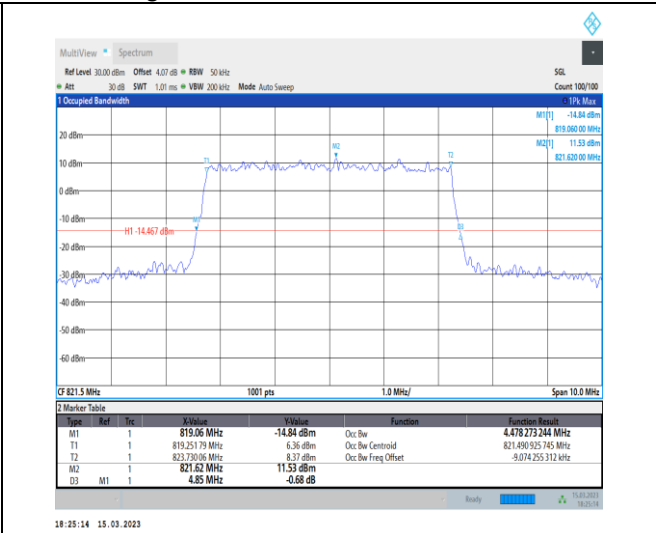 MultiView Spectrum
Ref Level 30.00 dBm Offset 4.07 dB RBW 50 kHz SGL
Att 30 dB SWT 1.01 ms VBW 200 kHz Mode Auto Sweep Count 100/100
1 Occupied Bandwidth 1Pk Max
M1[1] -14.84 dBm
819.060 00 MHz
M2[1] 11.53 dBm
821.620 00 MHz
20 dBm
M2
T1 T2
10 dBm
0 dBm
-10 dBm
M1 D3
H1 -14.467 dBm
-20 dBm
-30 dBm
-40 dBm
-50 dBm
-60 dBm
CF 821.5 MHz 1001 pts 1.0 MHz/ Span 10.0 MHz
2 Marker Table
Type Ref Trc X-Value Y-Value Function Function Result
M1 1 819.06 MHz -14.84 dBm Occ Bw 4.478 273 244 MHz
T1 1 819.251 79 MHz 6.36 dBm Occ Bw Centroid 821.490 925 745 MHz
T2 1 823.730 06 MHz 8.37 dBm Occ Bw Freq Offset -9.074 255 312 kHz
M2 1 821.62 MHz 11.53 dBm
D3 M1 1 4.85 MHz -0.68 dB
Ready 15.03.2023
18:25:14
18:25:14 15.03.2023